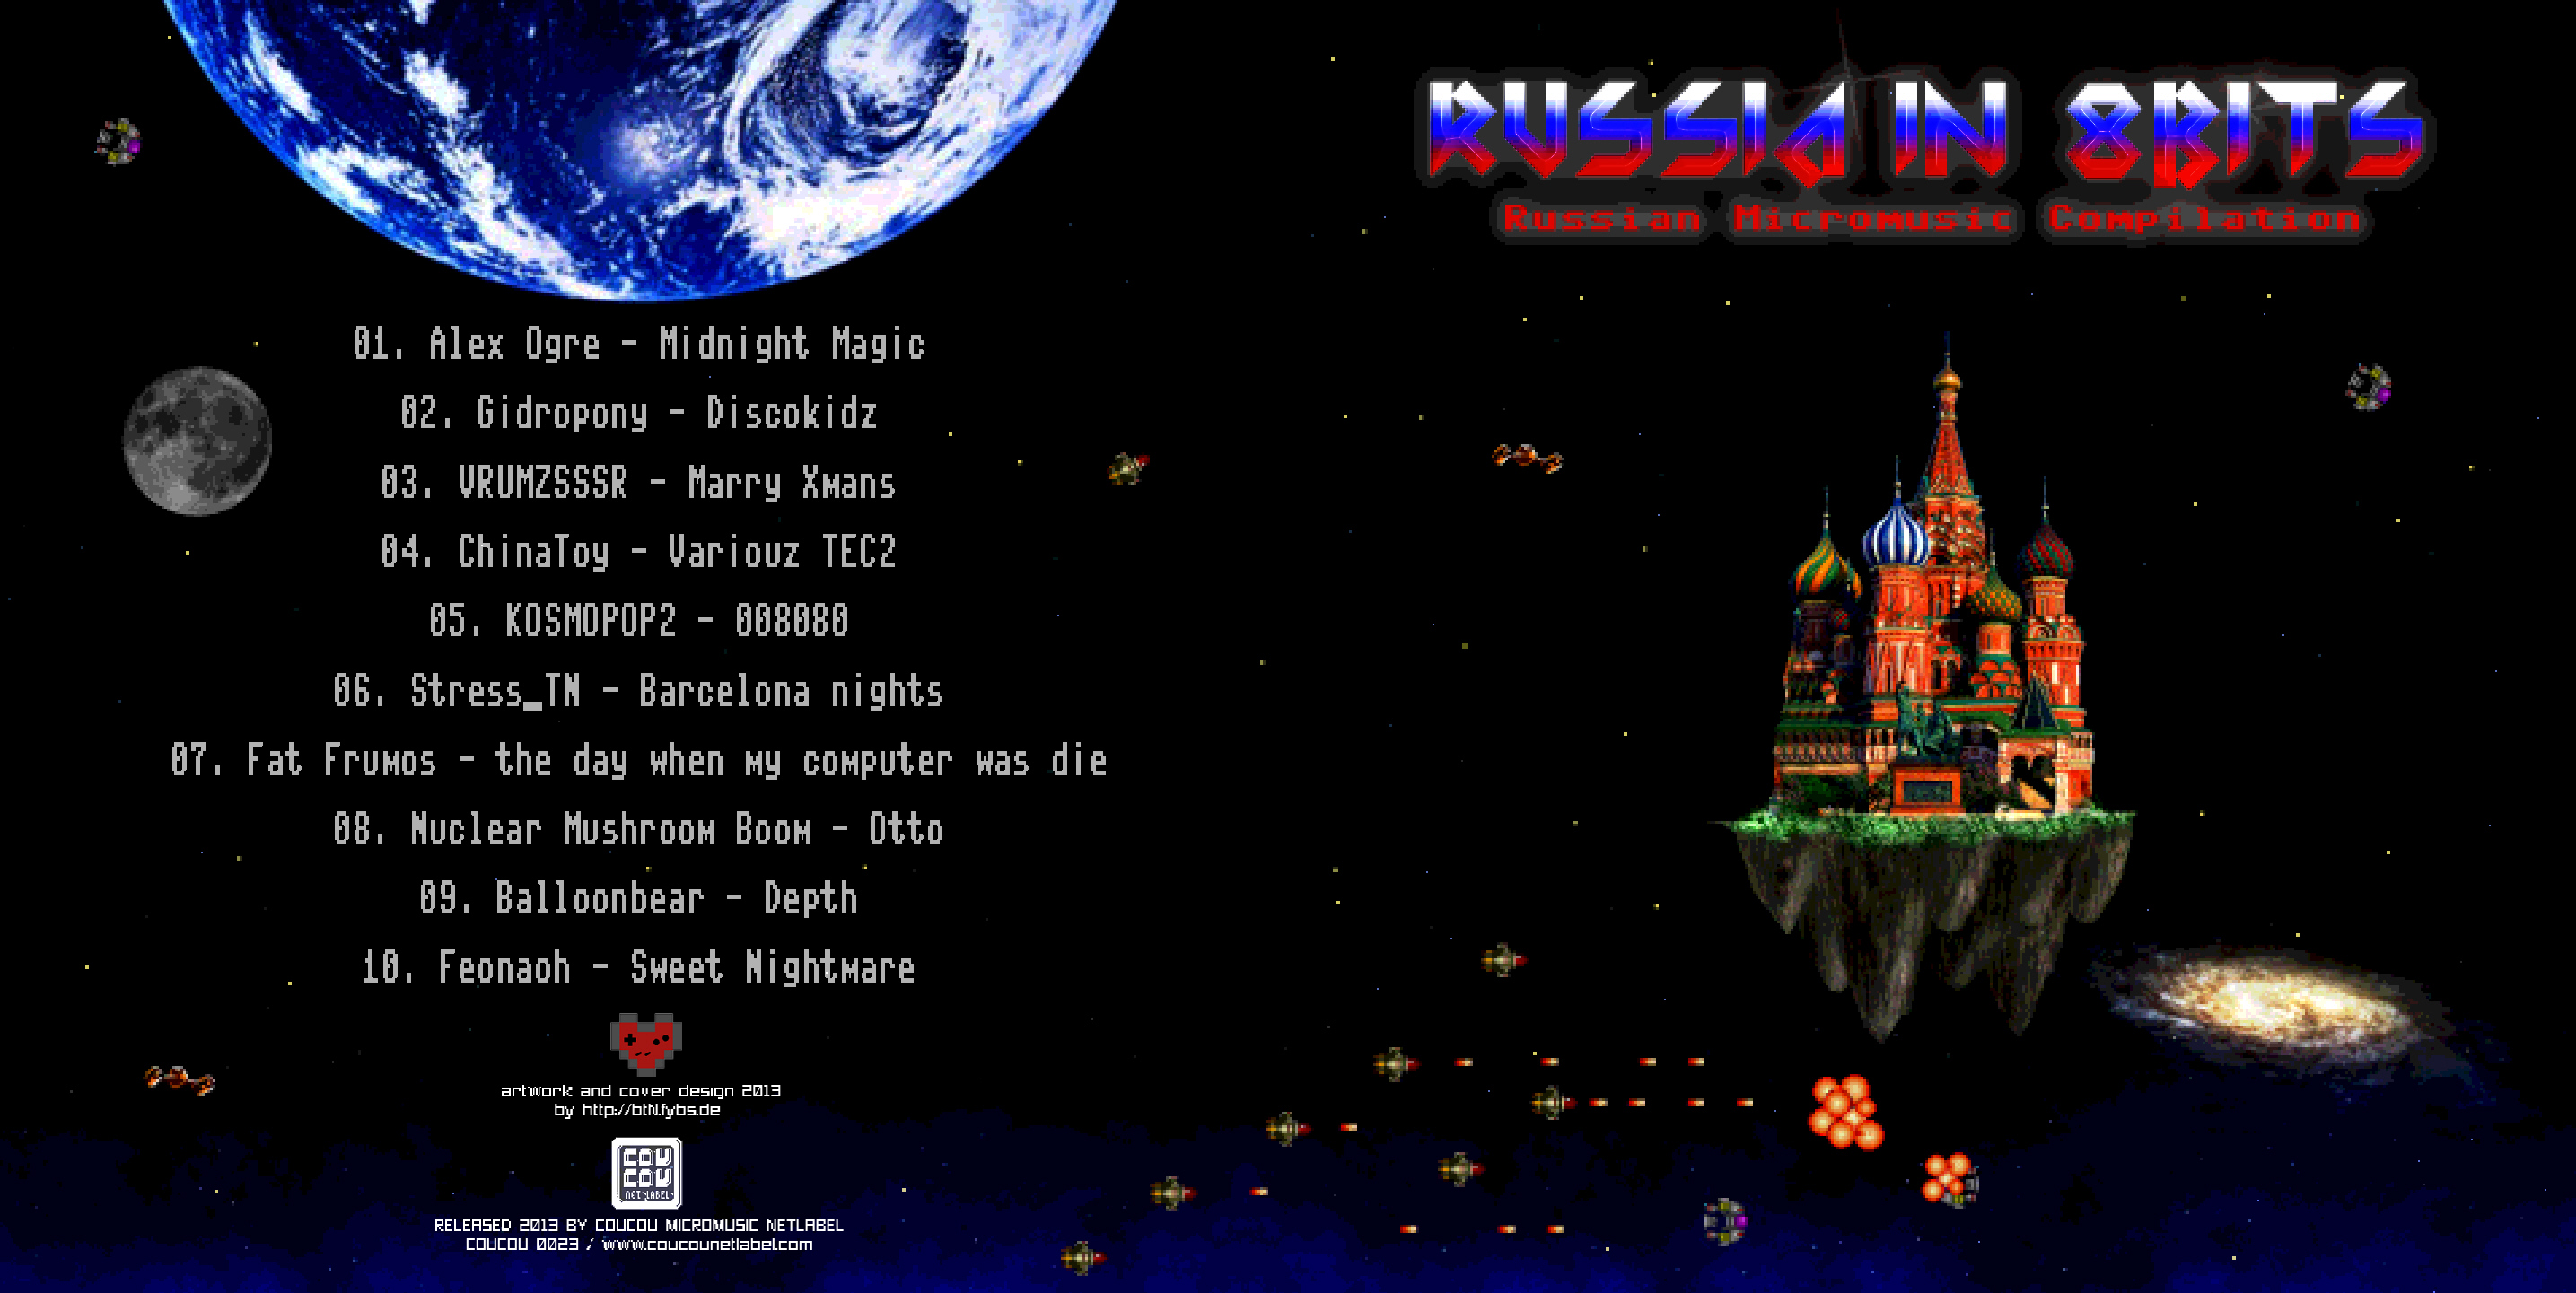 RUSSIA IN 8BITS
Russian Micromusic Compilation
01. Alex Ogre - Midnight Magic
02. Gidropony - Discokidz
03. VRUMZSSSR - Marry Xmans
04. ChinaToy - Variouz TEC2
05. KOSMOPOP2 - 008080
06. Stress_TN - Barcelona nights
07. Fat Frumos - the day when my computer was die
08. Nuclear Mushroom Boom - Otto
09. Balloonbear - Depth
10. Feonaoh - Sweet Nightmare
artwork and cover design 2013
by http://btN.fybs.de
COU
COU
NETLABEL
RELEASED 2013 BY COUCOU MICROMUSIC NETLABEL
COUCOU 0023 / www.coucounetlabel.com